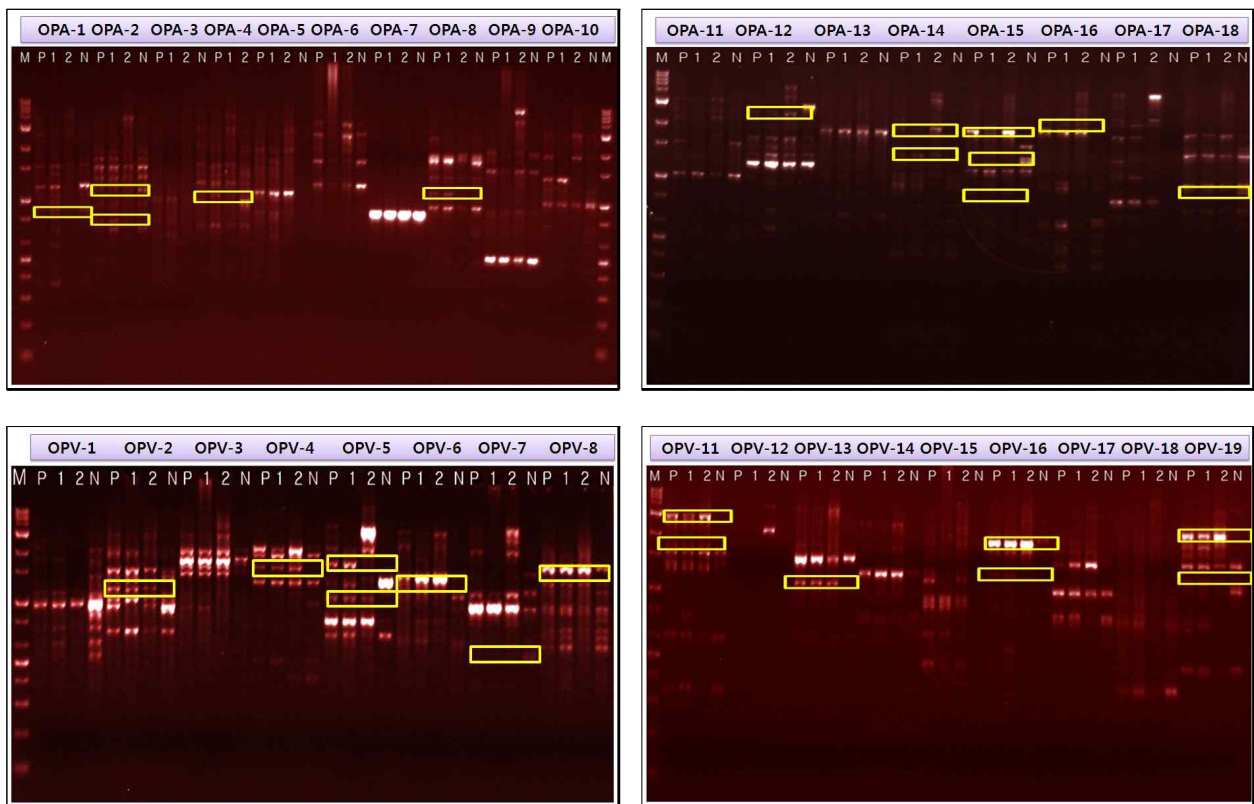 OPA-1 OPA-2 OPA-3 OPA-4 OPA-5 OPA-6 OPA-7 OPA-8 OPA-9 OPA-10
M P 1 2 N P 1 2 N P 1 2 N P 1 2 N P 1 2 N P 1 2 N P 1 2 N P 1 2 N P 1 2 N P 1 2 N M
OPA-11 OPA-12 OPA-13 OPA-14 OPA-15 OPA-16 OPA-17 OPA-18
M P 1 2 N P 1 2 N P 1 2 N P 1 2 N P 1 2 N P 1 2 N P 1 2 N P 1 2 N
OPV-1 OPV-2 OPV-3 OPV-4 OPV-5 OPV-6 OPV-7 OPV-8
M P 1 2 N P 1 2 N P 1 2 N P 1 2 N P 1 2 N P 1 2 N P 1 2 N P 1 2 N
OPV-11 OPV-12 OPV-13 OPV-14 OPV-15 OPV-16 OPV-17 OPV-18 OPV-19
M P 1 2 N P 1 2 N P 1 2 N P 1 2 N P 1 2 N P 1 2 N P 1 2 N P 1 2 N P 1 2 N